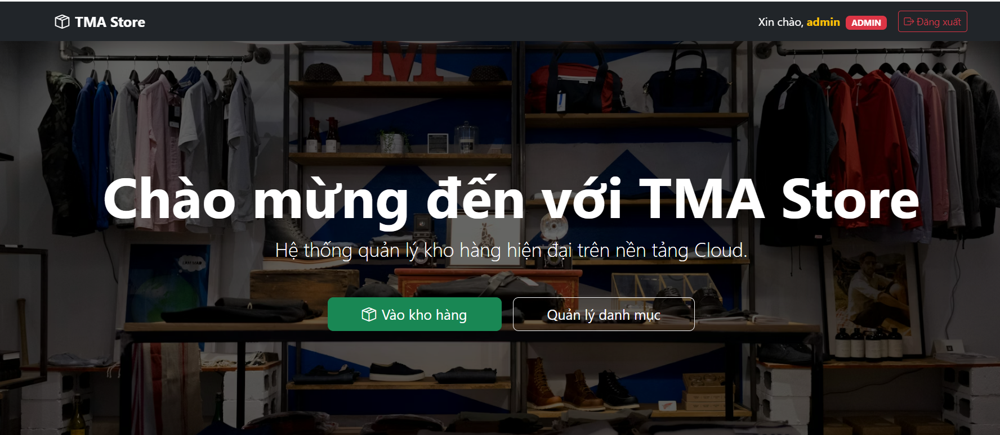 TMA Store
Xin chào, admin ADMIN Đăng xuất
M
Chào mừng đến với TMA Store
Hệ thống quản lý kho hàng hiện đại trên nền tảng Cloud.
Vào kho hàng
Quản lý danh mục